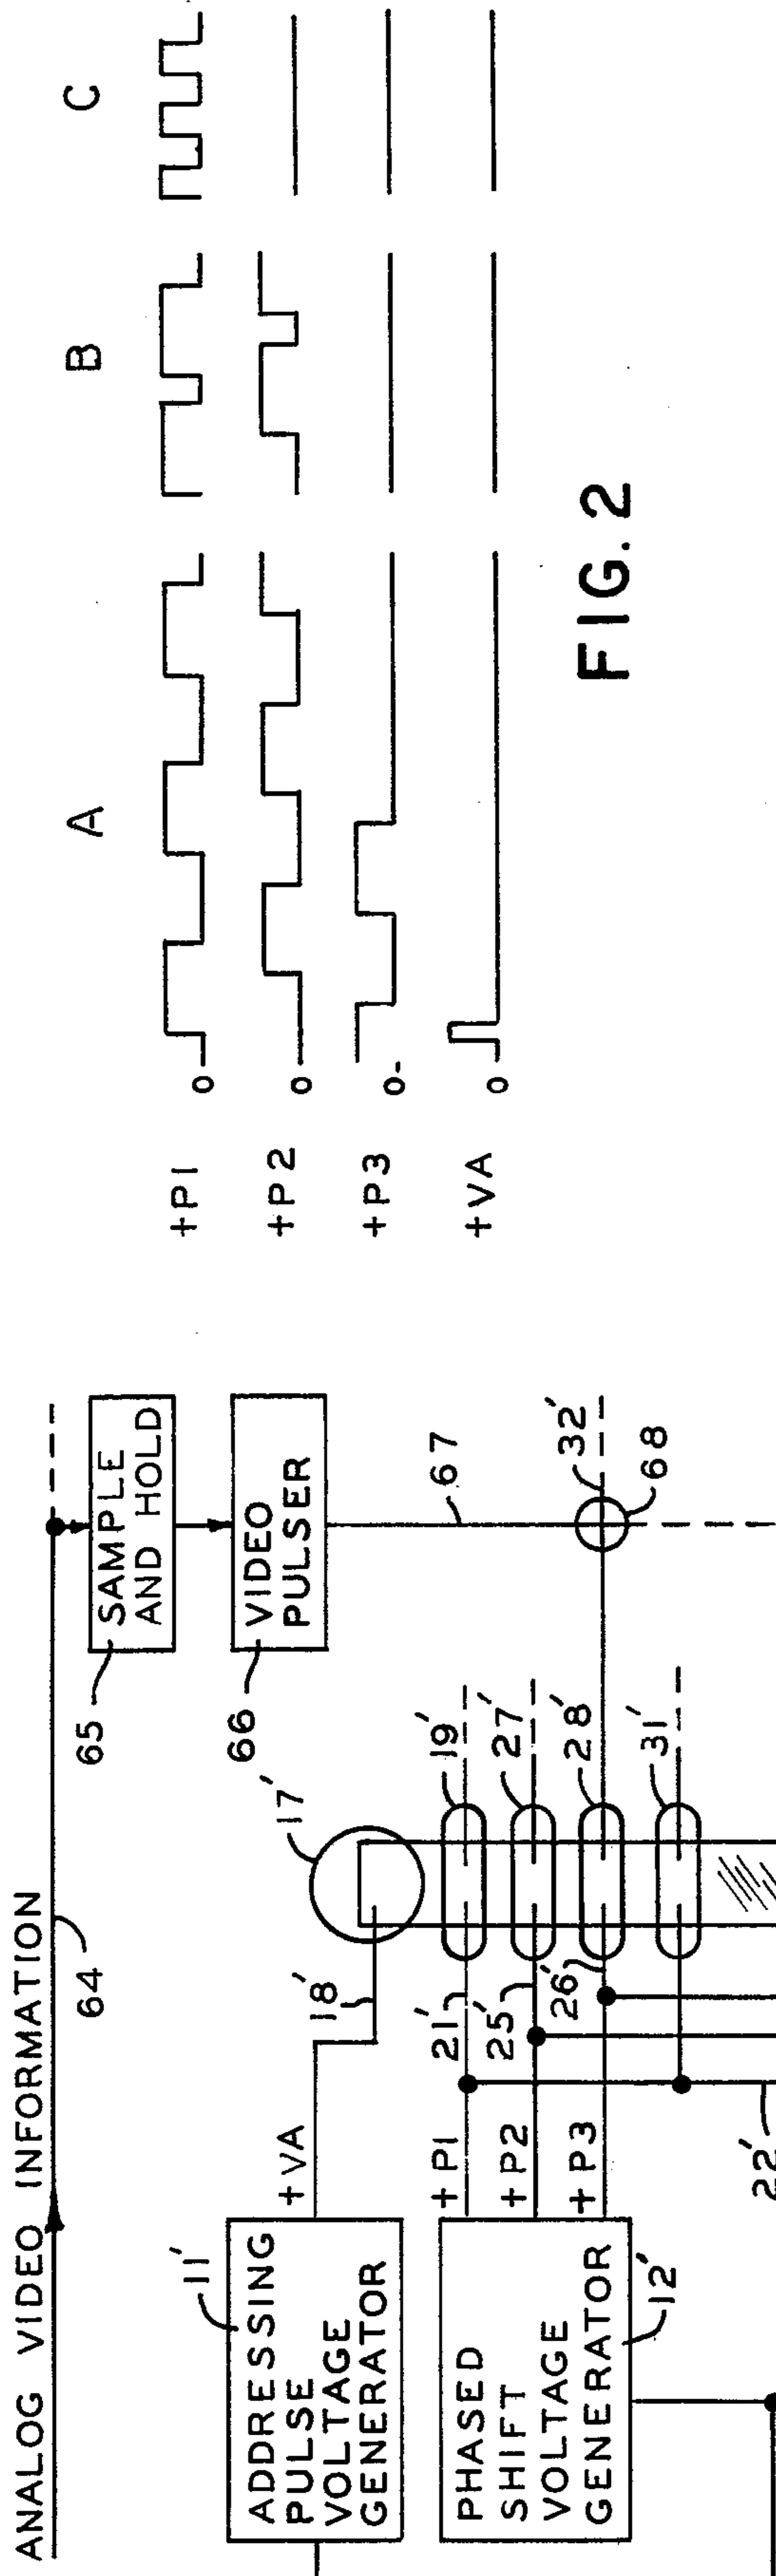 A B C
+P1 0
+P2 0
+P3 0-
+VA 0
FIG. 2
ANALOG VIDEO INFORMATION
64
65
SAMPLE
AND HOLD
66
VIDEO
PULSER
67
32'
68
11'
ADDRESSING
PULSE
VOLTAGE
GENERATOR
+VA
18'
17'
12'
PHASED
SHIFT
VOLTAGE
GENERATOR
+P1
+P2
+P3
21'
25'
26'
19'
27'
28'
31'
22'